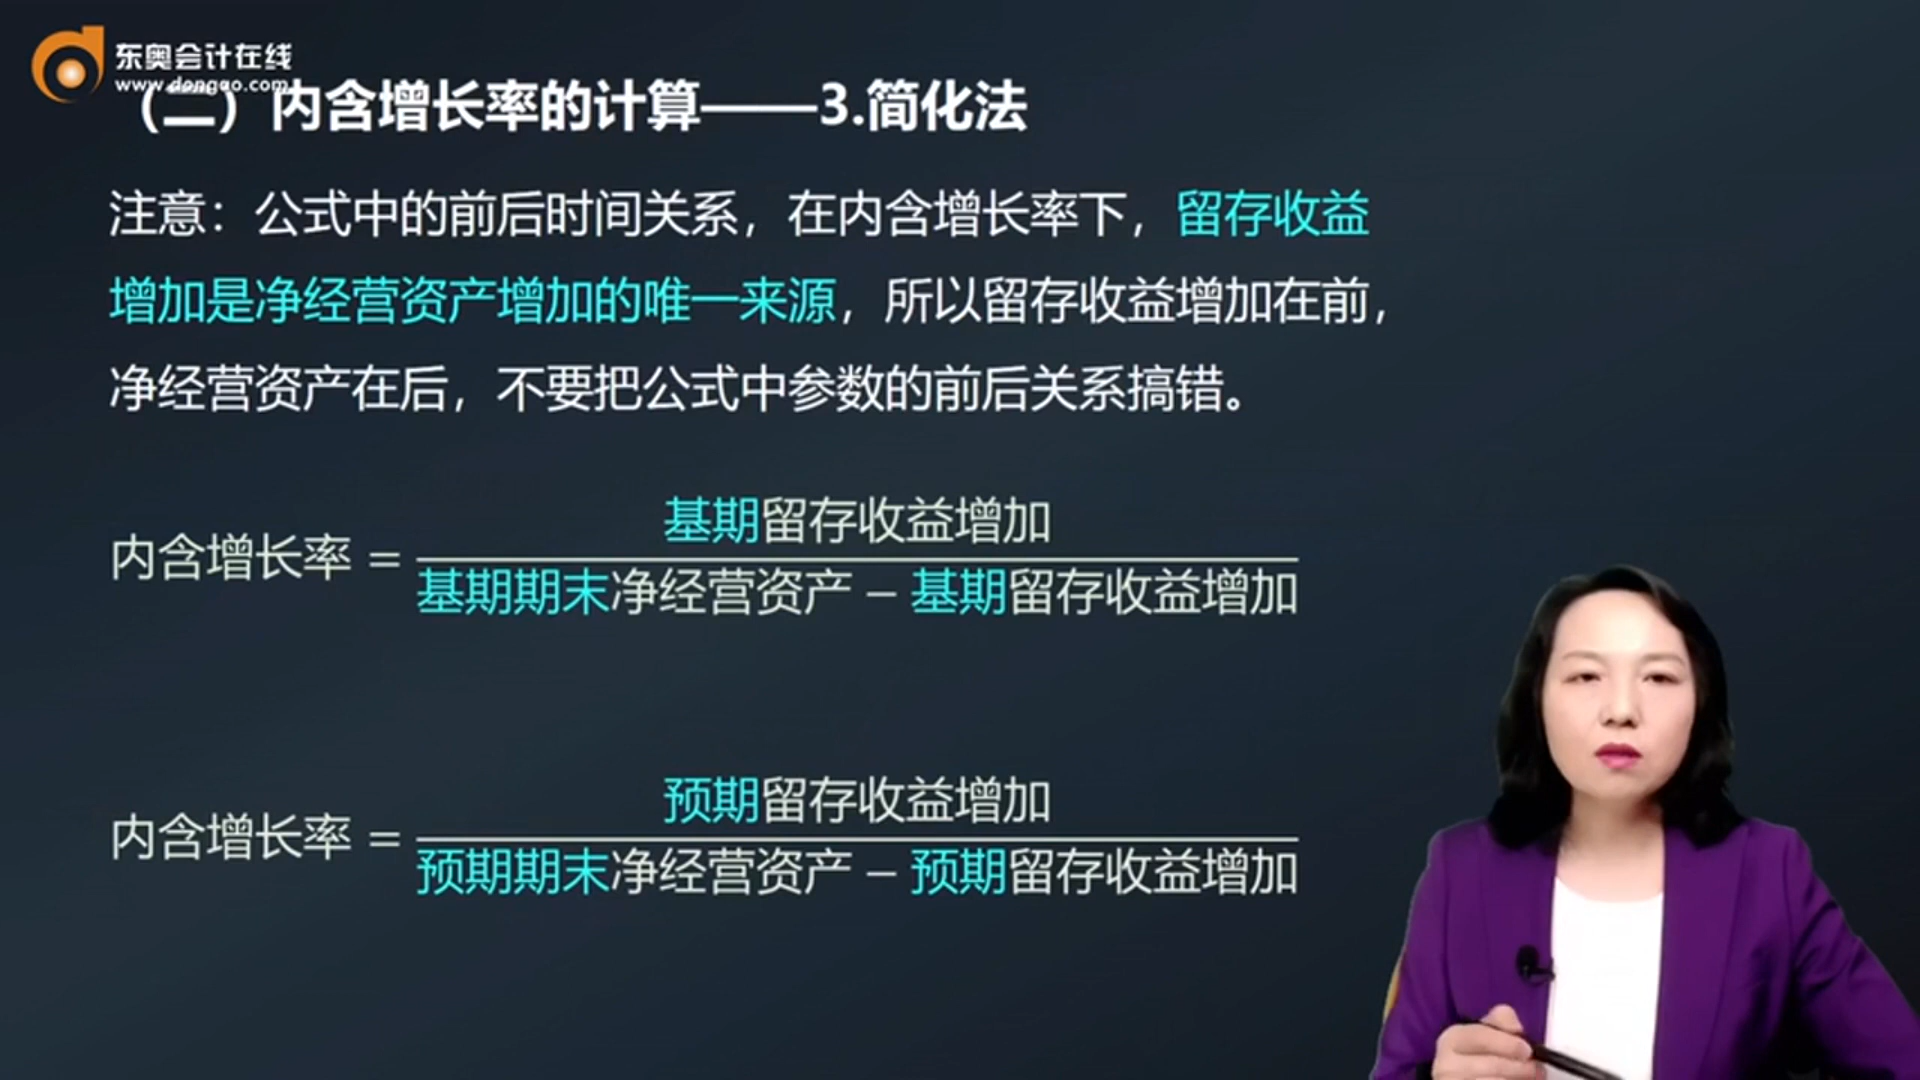 东奥会计在线
www.dongao.com
（二）内含增长率的计算——3.简化法
注意：公式中的前后时间关系，在内含增长率下，留存收益
增加是净经营资产增加的唯一来源，所以留存收益增加在前，
净经营资产在后，不要把公式中参数的前后关系搞错。
基期留存收益增加
内含增长率 =
基期期末净经营资产 – 基期留存收益增加
预期留存收益增加
内含增长率 =
预期期末净经营资产 – 预期留存收益增加